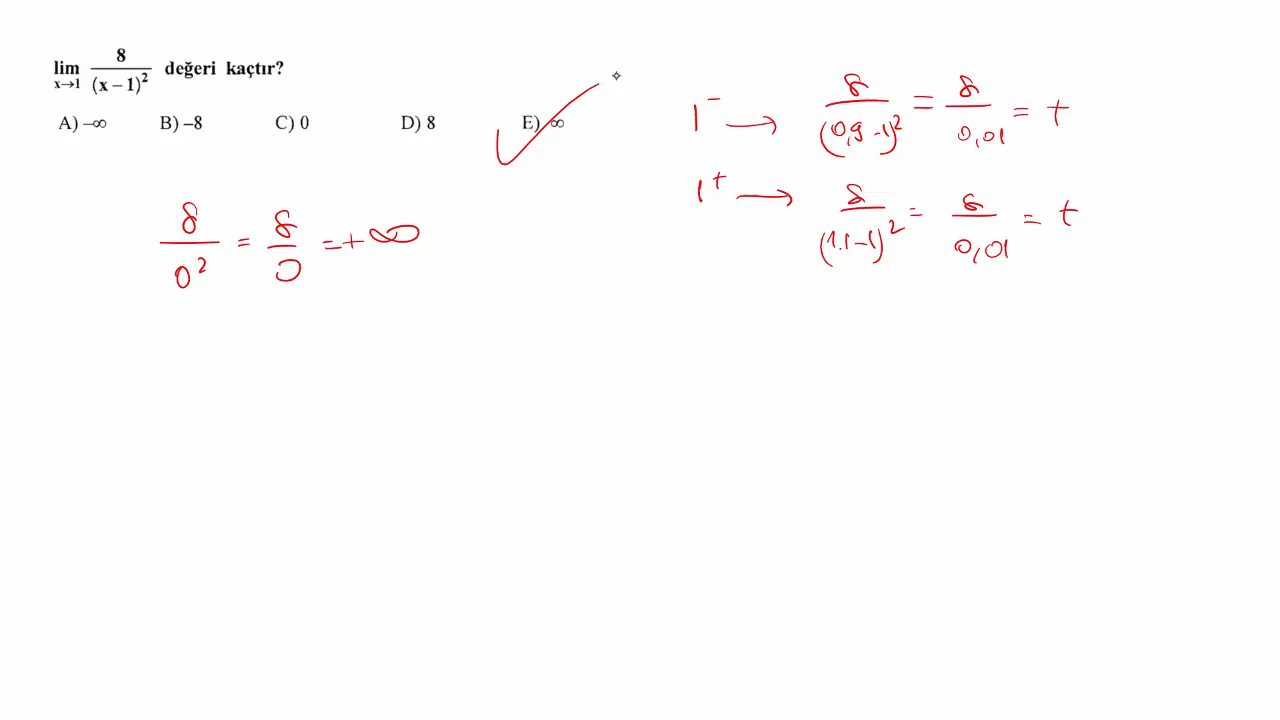 lim x→1 8/(x – 1)² değeri kaçtır?
A) –∞ B) –8 C) 0 D) 8 E) ∞
8/0² = 8/0 = +∞
1⁻ → 8/(0,9 -1)² = 8/0,01 = +
1⁺ → 8/(1.1-1)² = 8/0,01 = +